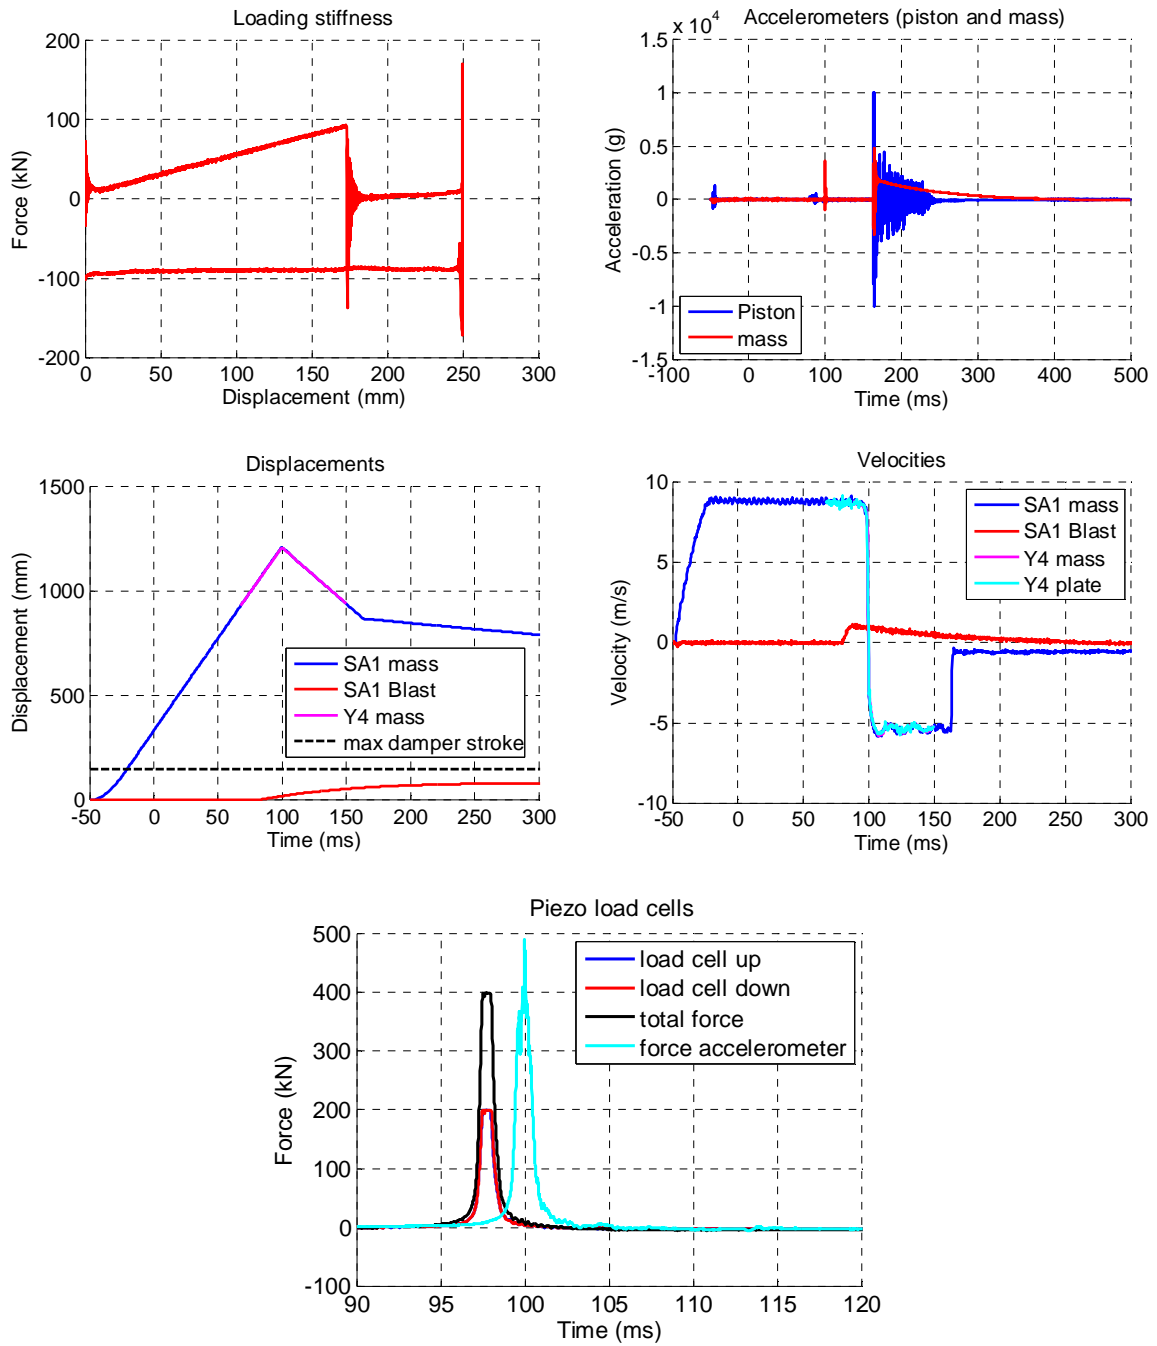 Loading stiffness
200
100
0
-100
-200
Force (kN)
0 50 100 150 200 250 300
Displacement (mm)
Accelerometers (piston and mass)
x 10^4
1.5
1
0.5
0
-0.5
-1
-1.5
Acceleration (g)
Piston
mass
-100 0 100 200 300 400 500
Time (ms)
Displacements
1500
1000
500
0
Displacement (mm)
SA1 mass
SA1 Blast
Y4 mass
max damper stroke
-50 0 50 100 150 200 250 300
Time (ms)
Velocities
10
5
0
-5
-10
Velocity (m/s)
SA1 mass
SA1 Blast
Y4 mass
Y4 plate
-50 0 50 100 150 200 250 300
Time (ms)
Piezo load cells
500
400
300
200
100
0
-100
Force (kN)
load cell up
load cell down
total force
force accelerometer
90 95 100 105 110 115 120
Time (ms)